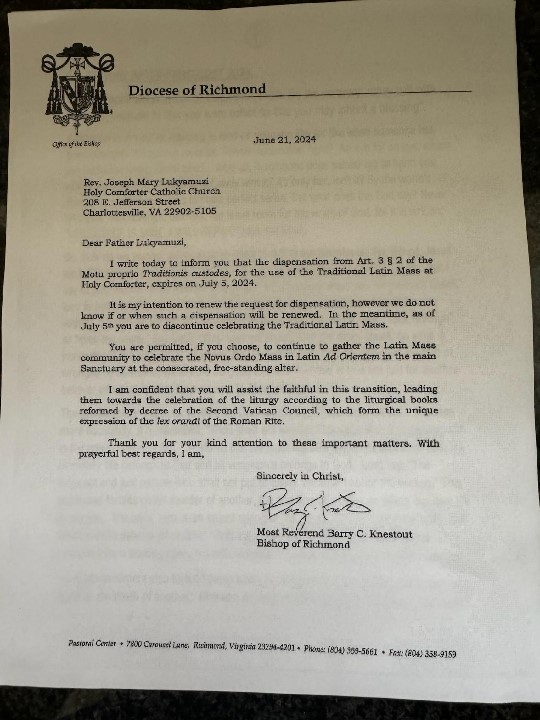 Diocese of Richmond
Office of the Bishop
June 21, 2024
Rev. Joseph Mary Lukyamuzi
Holy Comforter Catholic Church
208 E. Jefferson Street
Charlottesville, VA 22902-5105
Dear Father Lukyamuzi,
I write today to inform you that the dispensation from Art. 3 § 2 of the
Motu proprio Traditionis custodes, for the use of the Traditional Latin Mass at
Holy Comforter, expires on July 5, 2024.
It is my intention to renew the request for dispensation, however we do not
know if or when such a dispensation will be renewed. In the meantime, as of
July 5th you are to discontinue celebrating the Traditional Latin Mass.
You are permitted, if you choose, to continue to gather the Latin Mass
community to celebrate the Novus Ordo Mass in Latin Ad Orientem in the main
Sanctuary at the consecrated, free-standing alter.
I am confident that you will assist the faithful in this transition, leading
them towards the celebration of the liturgy according to the liturgical books
reformed by decree of the Second Vatican Council, which form the unique
expression of the lex orandi of the Roman Rite.
Thank you for your kind attention to these important matters. With
prayerful best regards, I am,
Sincerely in Christ,
Most Reverend Barry C. Knestout
Bishop of Richmond
Pastoral Center • 7800 Carousel Lane, Richmond, Virginia 23294-4201 • Phone: (804) 359-5661 • Fax: (804) 358-9159